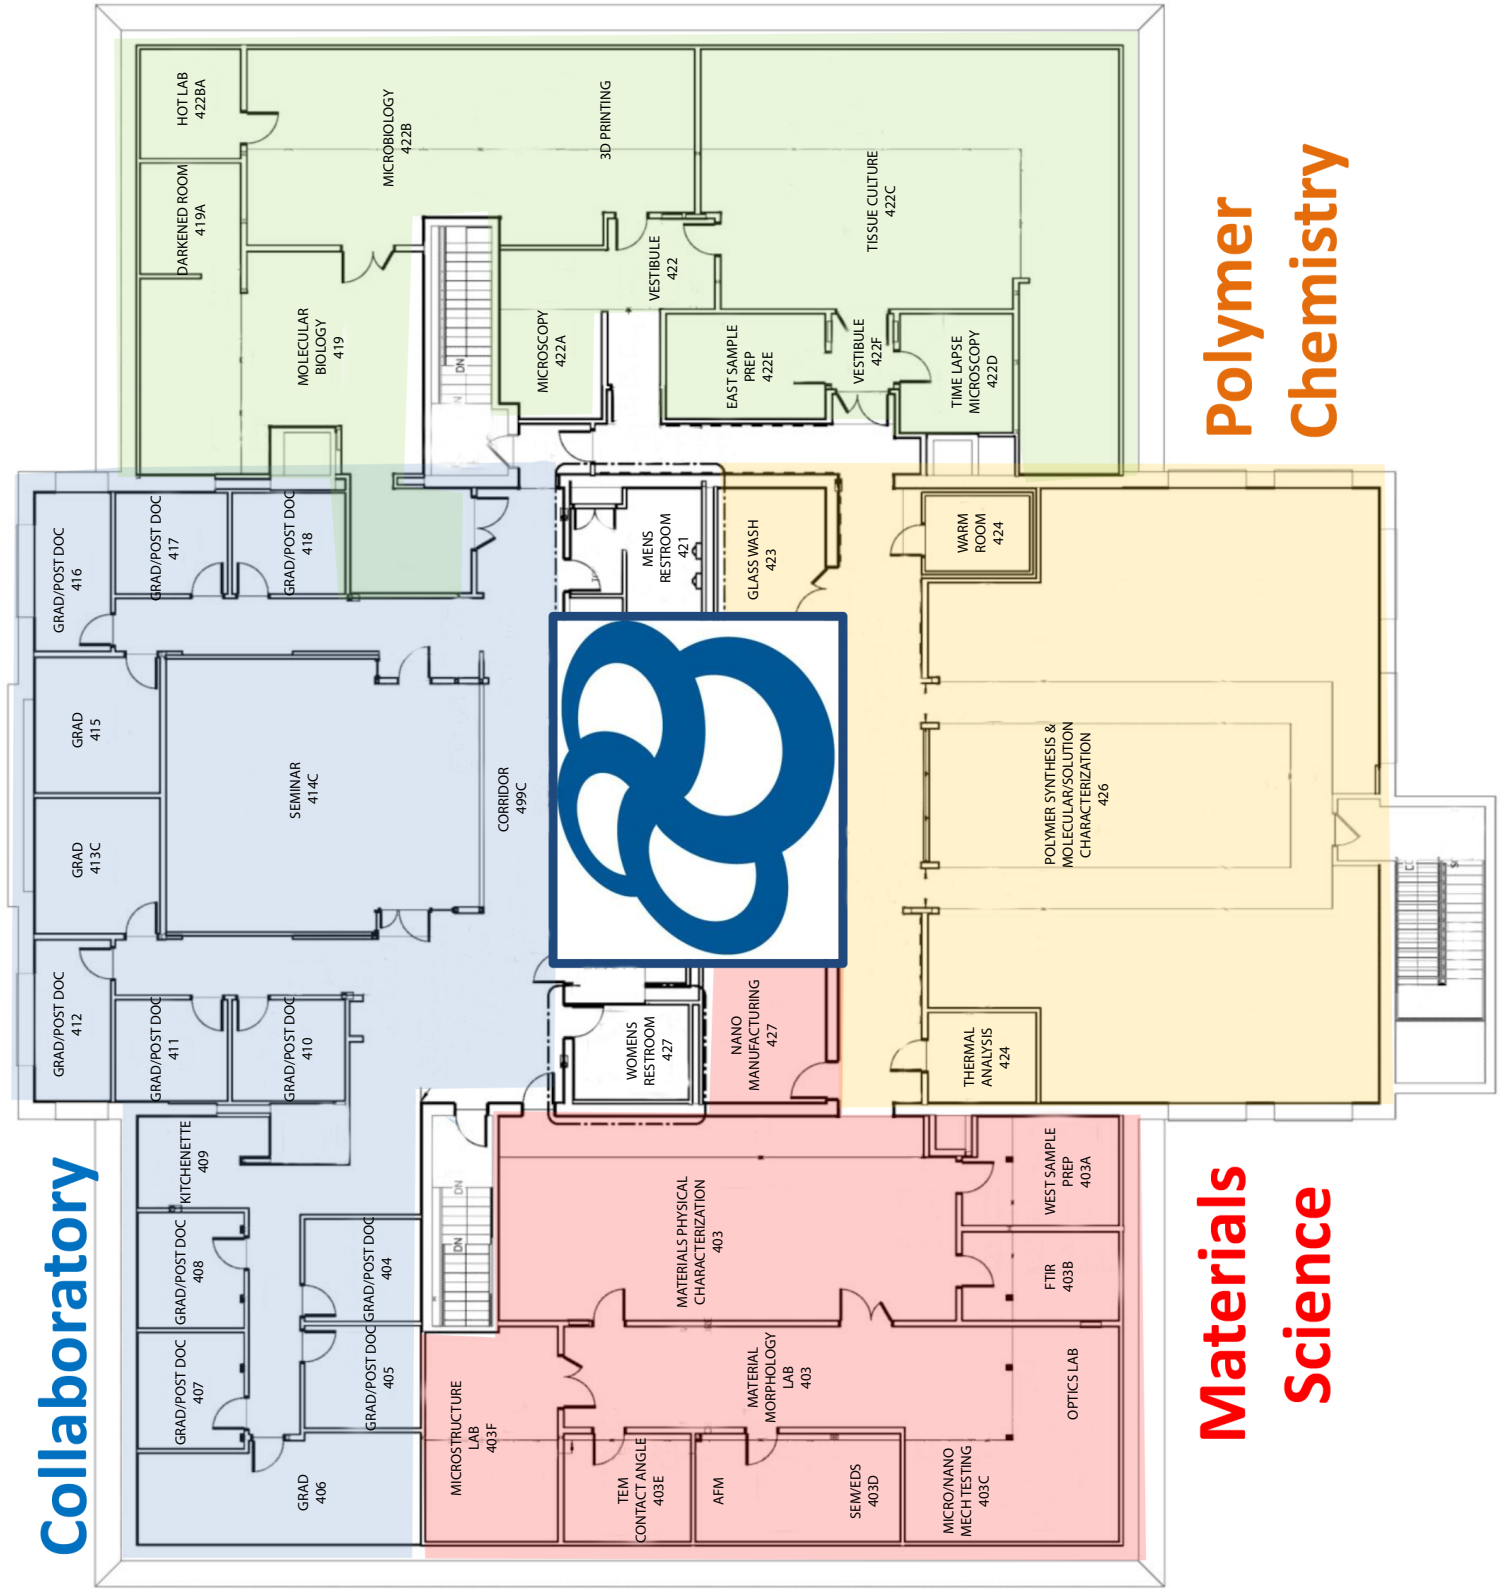 Collaboratory
Polymer
Chemistry
Materials
Science
HOT LAB
422BA
DARKENED ROOM
419A
MICROBIOLOGY
422B
3D PRINTING
TISSUE CULTURE
422C
MOLECULAR
BIOLOGY
419
DN
MICROSCOPY
422A
VESTIBULE
422
EAST SAMPLE
PREP
422E
VESTIBULE
422F
TIME LAPSE
MICROSCOPY
422D
GRAD/POST DOC
416
GRAD/POST DOC
417
GRAD/POST DOC
418
MENS
RESTROOM
421
GLASS WASH
423
WARM
ROOM
424
GRAD
415
GRAD
413C
SEMINAR
414C
CORRIDOR
499C
POLYMER SYNTHESIS &
MOLECULAR/SOLUTION
CHARACTERIZATION
426
GRAD/POST DOC
412
GRAD/POST DOC
411
GRAD/POST DOC
410
WOMENS
RESTROOM
427
NANO
MANUFACTURING
427
THERMAL
ANALYSIS
424
KITCHENETTE
409
GRAD/POST DOC
408
GRAD/POST DOC
404
GRAD/POST DOC
407
GRAD/POST DOC
405
GRAD
406
DN
DN
MATERIALS PHYSICAL
CHARACTERIZATION
403
WEST SAMPLE
PREP
403A
FTIR
403B
MICROSTRUCTURE
LAB
403F
MATERIAL
MORPHOLOGY
LAB
403
OPTICS LAB
TEM
CONTACT ANGLE
403E
AFM
SEM/EDS
403D
MICRO/NANO
MECH TESTING
403C